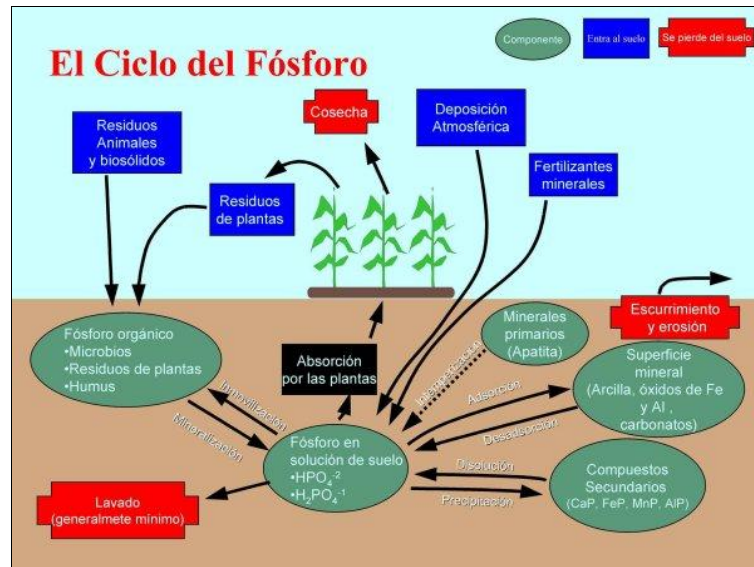 El Ciclo del Fósforo
Componente
Entra al suelo
Se pierde del suelo
Residuos
Animales
y biosólidos
Cosecha
Deposición
Atmosférica
Fertilizantes
minerales
Residuos
de plantas
Fósforo orgánico
•Microbios
•Residuos de plantas
•Humus
Absorción
por las plantas
Minerales
primarios
(Apatita)
Escurrimiento
y erosión
Superficie
mineral
(Arcilla, óxidos de Fe
y Al ,
carbonatos)
Intemperización
Adsorción
Desadsorción
Inmovilización
Mineralización
Fósforo en
solución de suelo
•HPO₄⁻²
•H₂PO₄⁻¹
Disolución
Precipitación
Compuestos
Secundarios
(CaP, FeP, MnP, AlP)
Lavado
(generalmete mínimo)